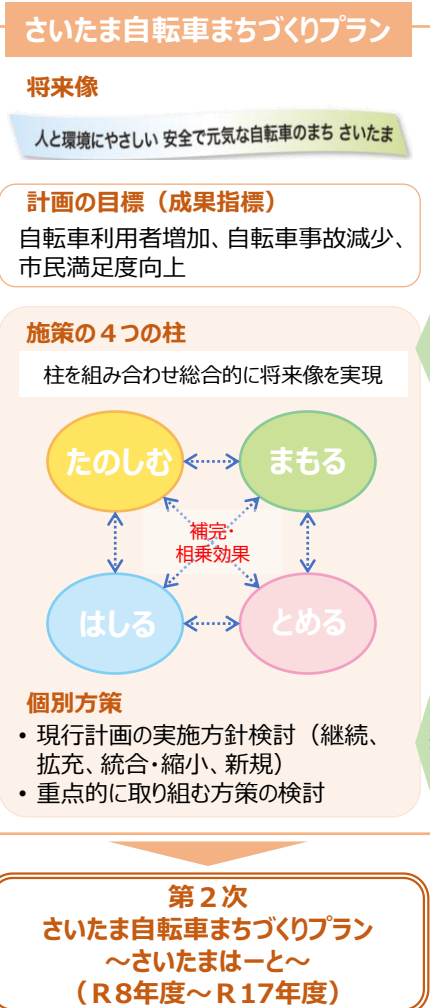 さいたま自転車まちづくりプラン
将来像
人と環境にやさしい 安全で元気な自転車のまち さいたま
計画の目標（成果指標）
自転車利用者増加、自転車事故減少、
市民満足度向上
施策の４つの柱
柱を組み合わせ総合的に将来像を実現
たのしむ
まもる
補完・
相乗効果
はしる
とめる
個別方策
• 現行計画の実施方針検討（継続、
拡充、統合・縮小、新規）
• 重点的に取り組む方策の検討
第２次
さいたま自転車まちづくりプラン
～さいたまはーと～
（Ｒ8年度～Ｒ17年度）